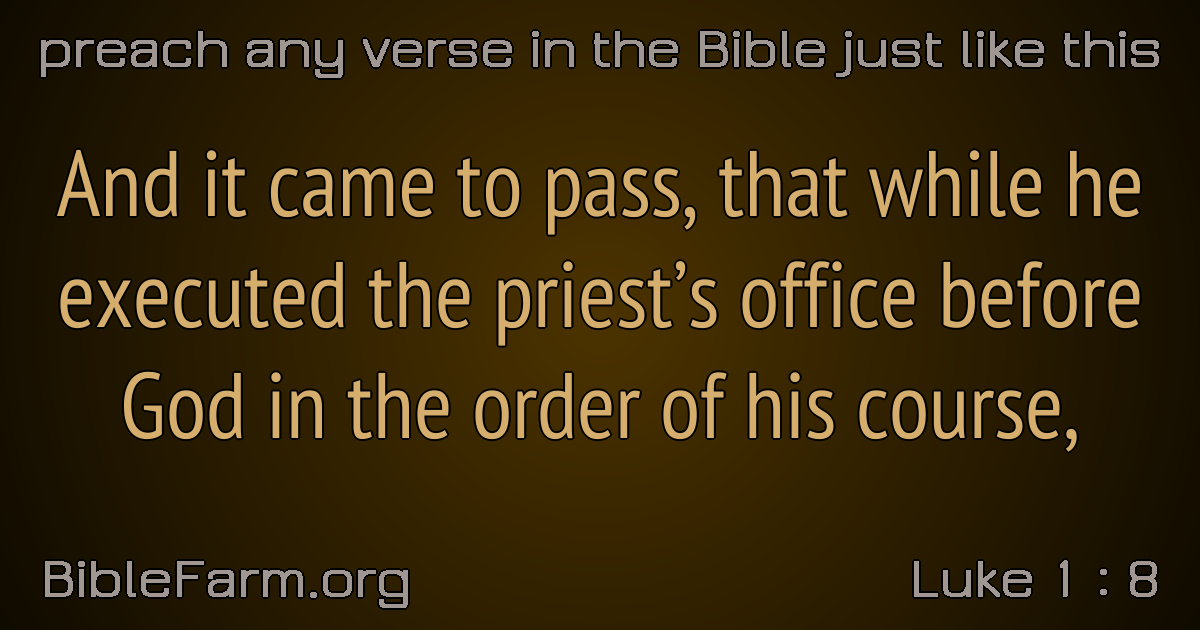 preach any verse in the Bible just like this
And it came to pass, that while he
executed the priest’s office before
God in the order of his course,
BibleFarm.org
Luke 1 : 8